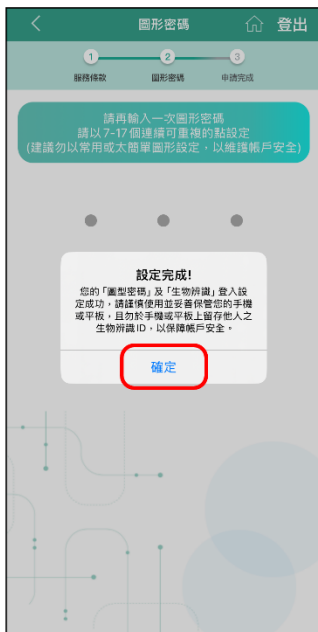 圖形密碼
登出
1
2
3
服務條款
圖形密碼
申請完成
請再輸入一次圖形密碼
請以7-17個連續可重複的點設定
(建議勿以常用或太簡單圖形設定，以維護帳戶安全)
設定完成!
您的「圖型密碼」及「生物辨識」登入設
定成功，請謹慎使用並妥善保管您的手機
或平板，且勿於手機或平板上留存他人之
生物辨識ID，以保障帳戶安全。
確定